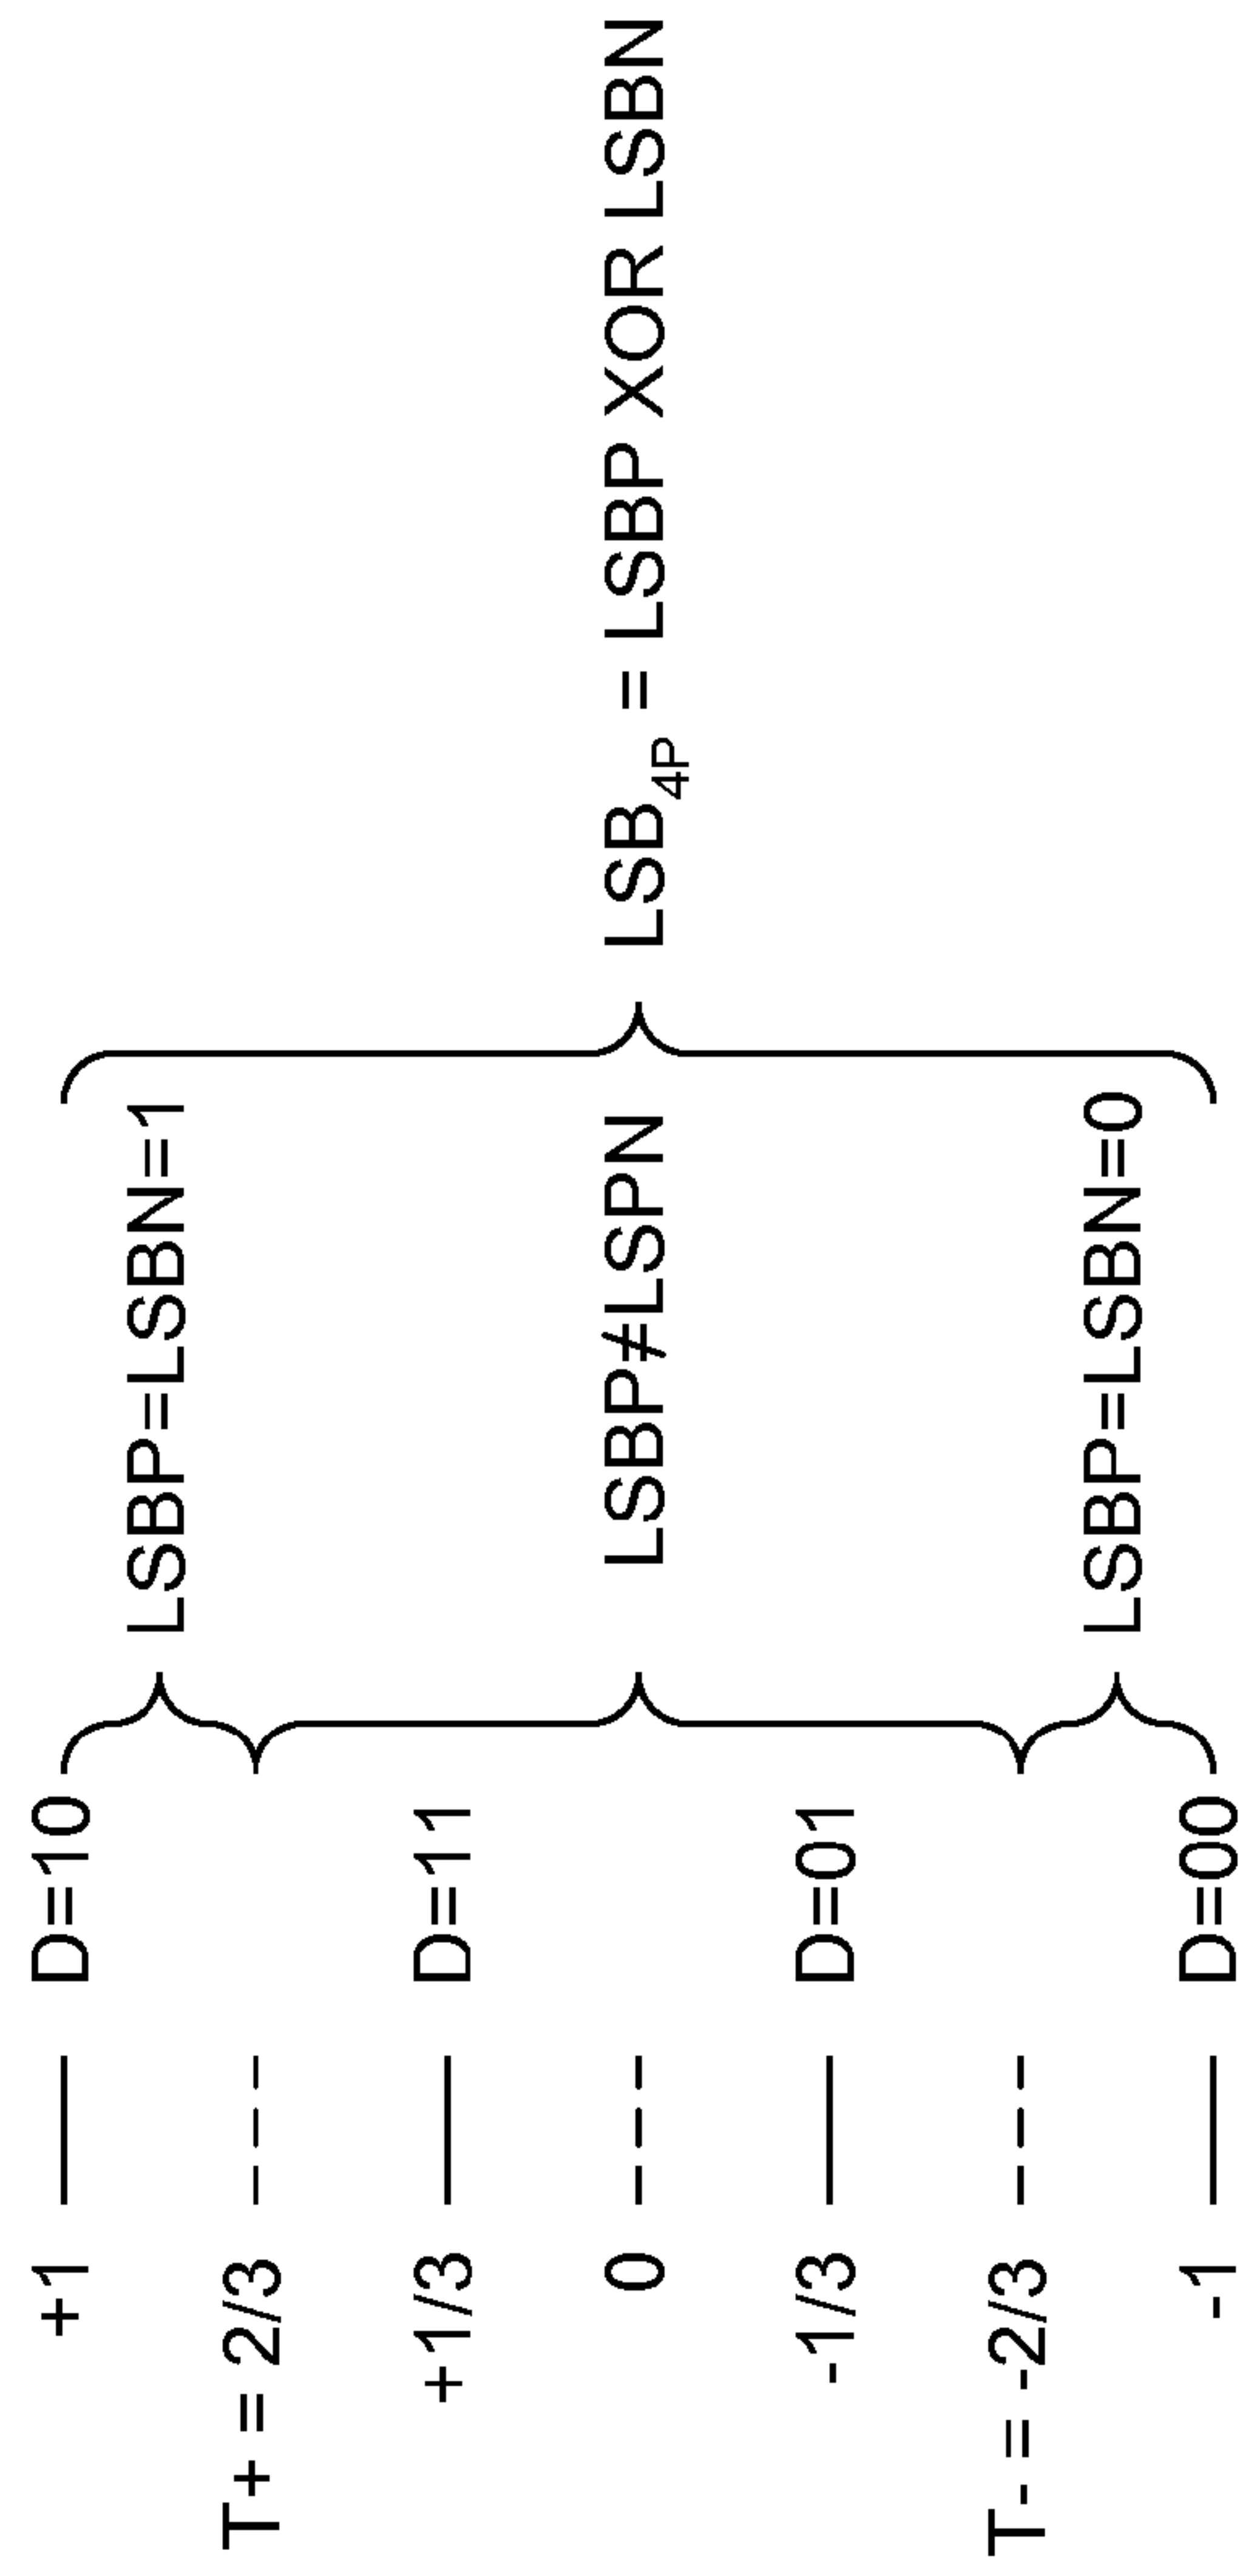 +1 D=10
LSBP=LSBN=1
T+ = 2/3
+1/3 D=11
0 LSBP≠LSPN LSB4P = LSBP XOR LSBN
-1/3 D=01
T- = -2/3
LSBP=LSBN=0
-1 D=00